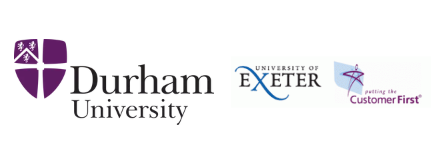 Durham
University
UNIVERSITY OF
EXETER
putting the
Customer First®